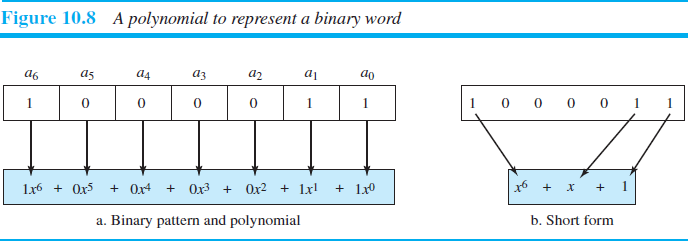 Figure 10.8 A polynomial to represent a binary word
a6 a5 a4 a3 a2 a1 a0
1 0 0 0 0 1 1
1 0 0 0 0 1 1
1x⁶ + 0x⁵ + 0x⁴ + 0x³ + 0x² + 1x¹ + 1x⁰
x⁶ + x + 1
a. Binary pattern and polynomial
b. Short form